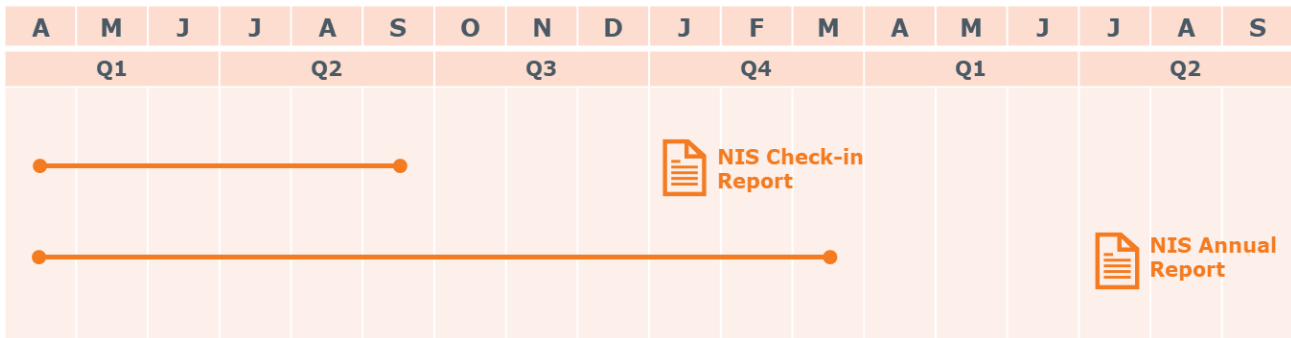 A M J J A S O N D J F M A M J J A S
Q1 Q2 Q3 Q4 Q1 Q2
NIS Check-in
Report
NIS Annual
Report